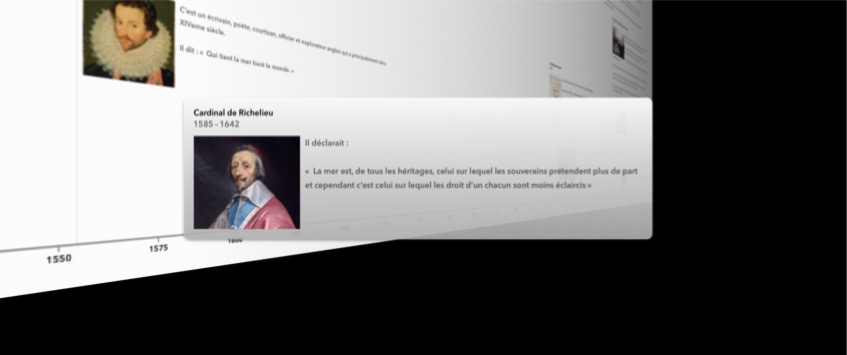 C'est un écrivain, poète, courtisan, officier et explorateur anglais qui a principalement vécu
XIVeme siècle.
Il dit : « Qui tient la mer tient le monde »
Cardinal de Richelieu
1585 - 1642
Il déclarait :
« La mer est, de tous les héritages, celui sur lequel les souverains prétendent plus de part
et cependant c'est celui sur lequel les droit d'un chacun sont moins éclaircis »
1550
1575
1600